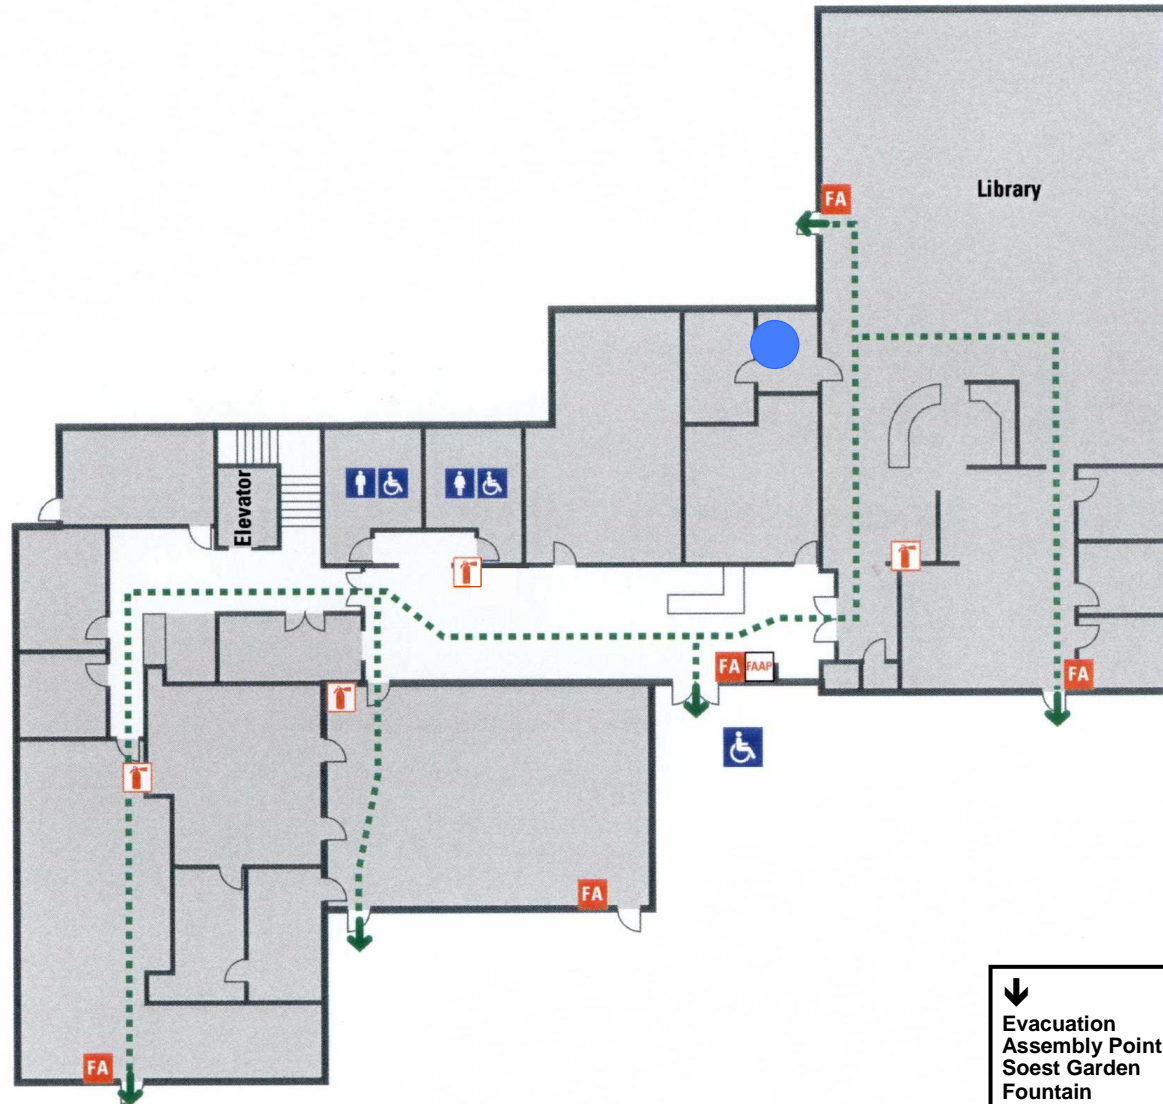 FA
Library
Elevator
FA
FAAP
FA
FA
FA
Evacuation
Assembly Point
Soest Garden
Fountain